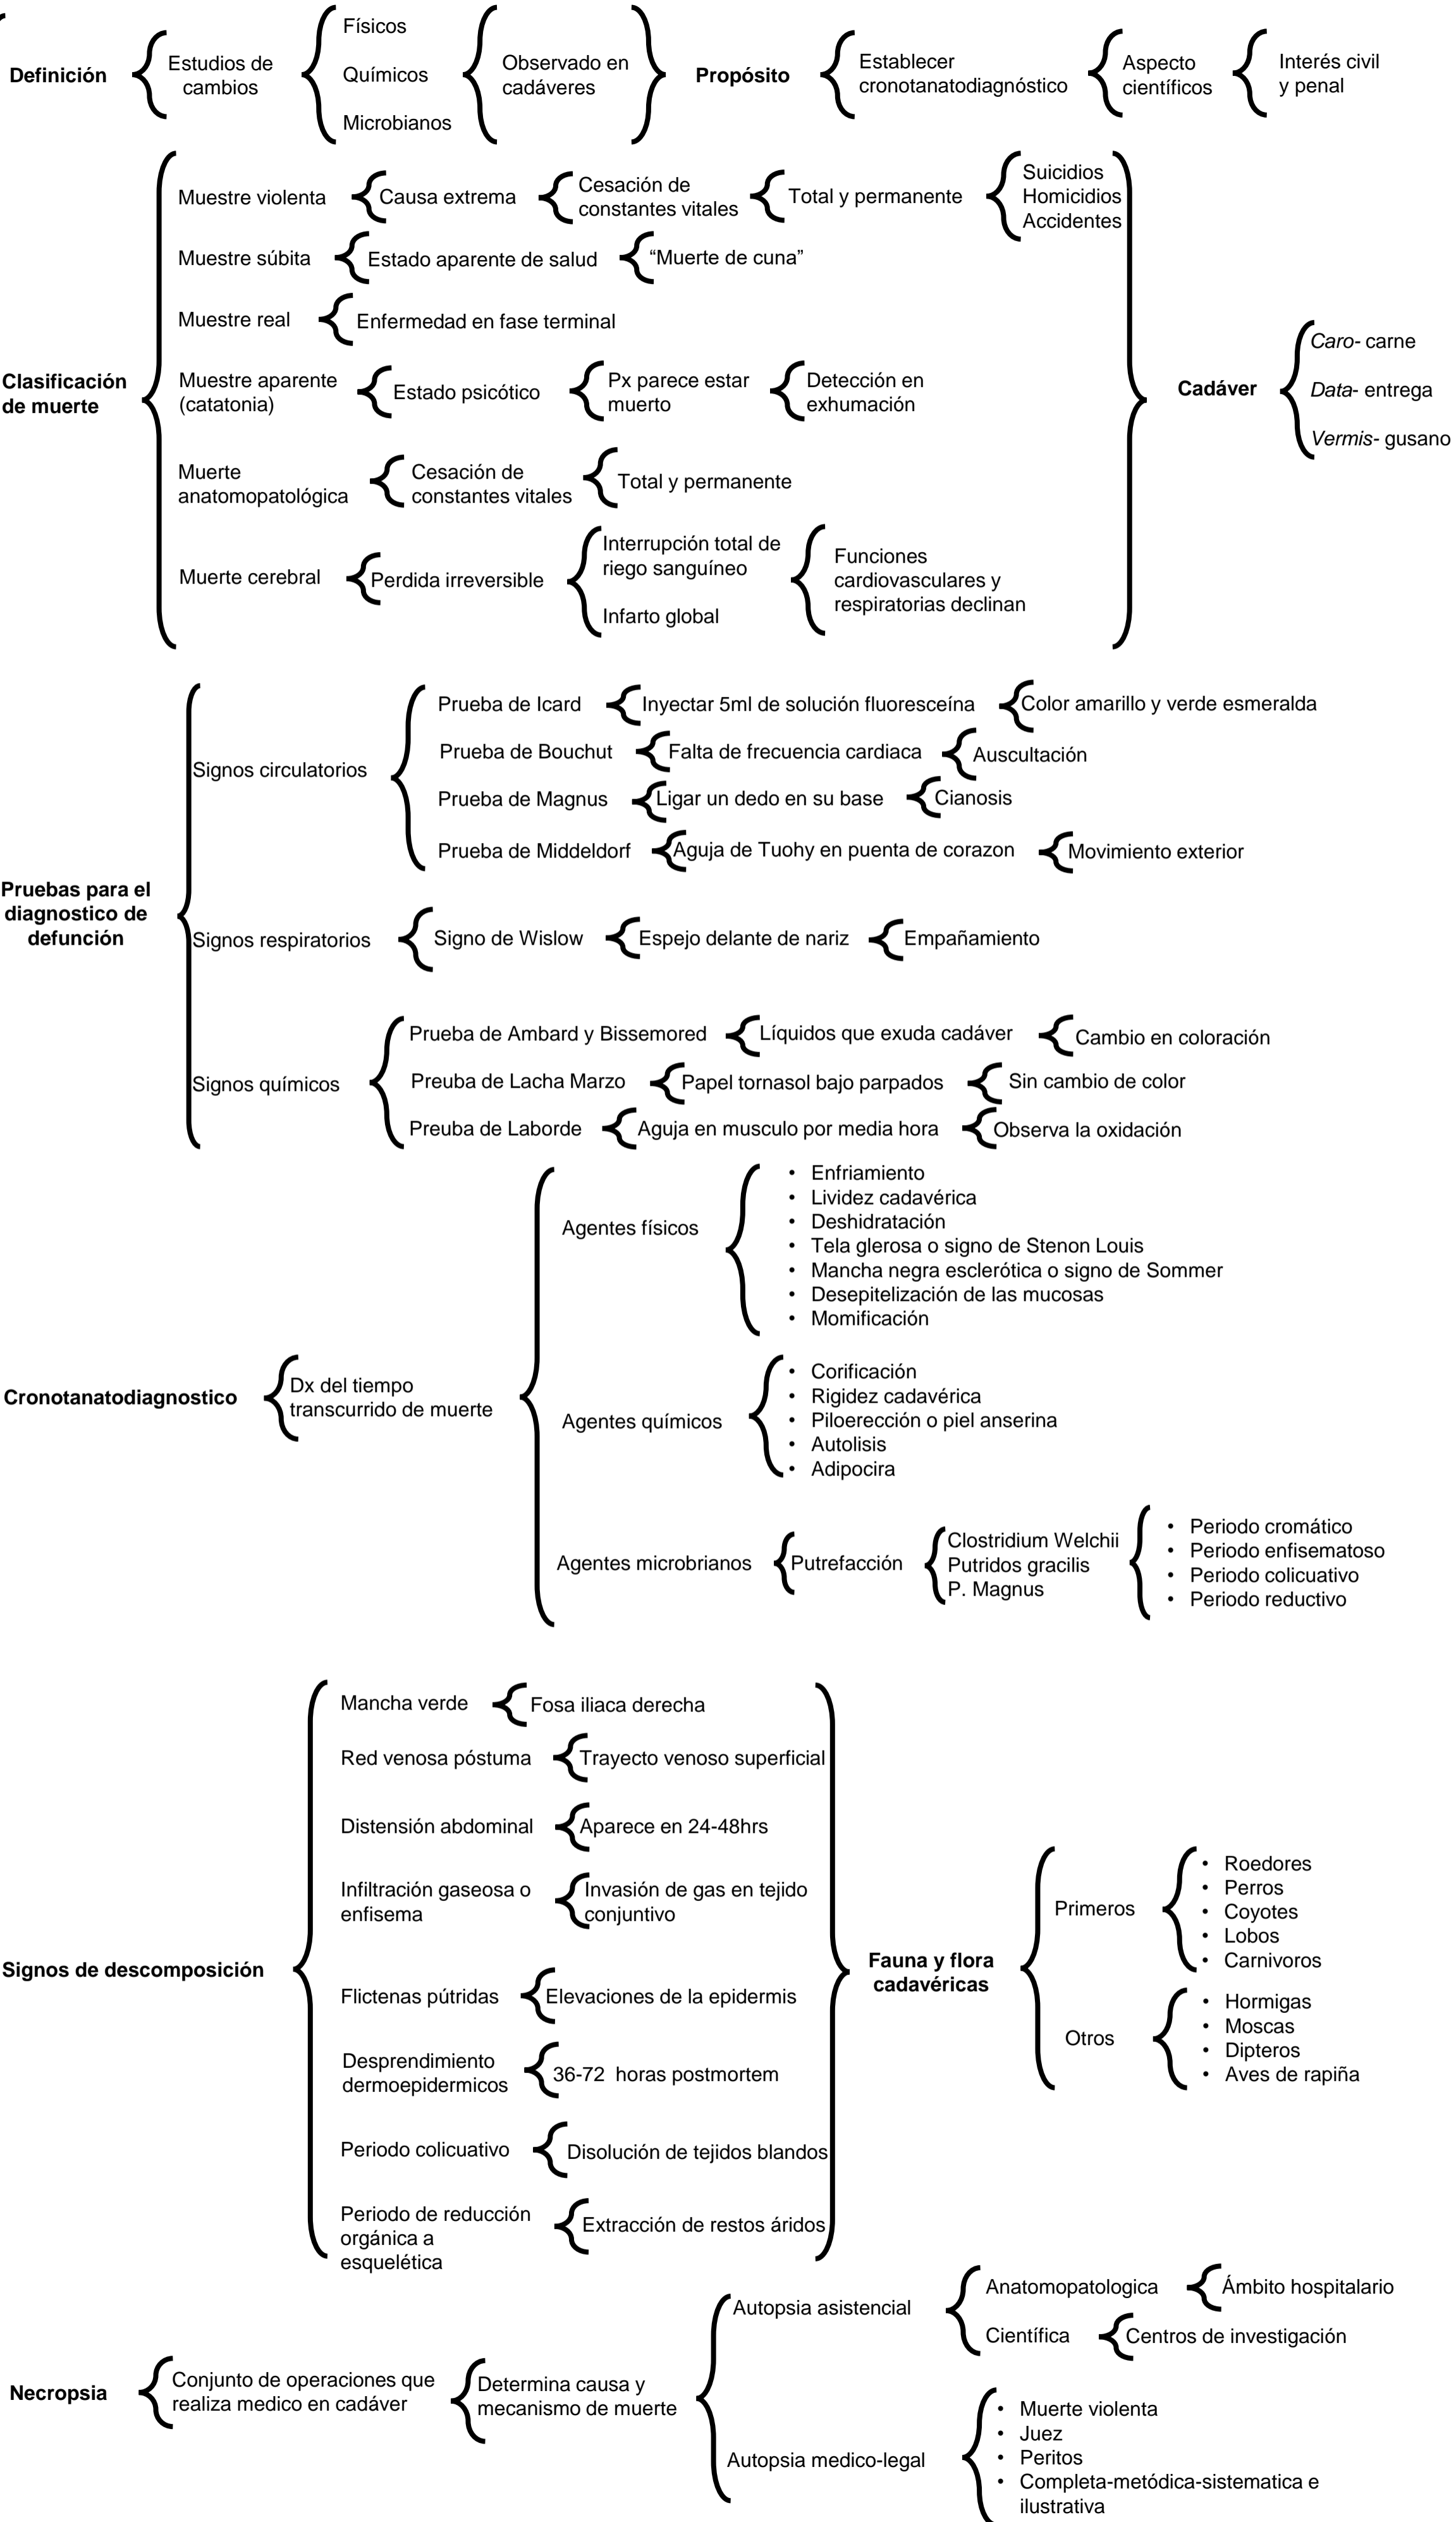 Definición
Estudios de
cambios
Físicos
Químicos
Microbianos
Observado en
cadáveres
Propósito
Establecer
cronotanatodiagnóstico
Aspecto
científicos
Interés civil
y penal
Clasificación
de muerte
Muestre violenta
Causa extrema
Cesación de
constantes vitales
Total y permanente
Suicidios
Homicidios
Accidentes
Muestre súbita
Estado aparente de salud
“Muerte de cuna”
Muestre real
Enfermedad en fase terminal
Muestre aparente
(catatonia)
Estado psicótico
Px parece estar
muerto
Detección en
exhumación
Muerte
anatomopatológica
Cesación de
constantes vitales
Total y permanente
Muerte cerebral
Perdida irreversible
Interrupción total de
riego sanguíneo
Infarto global
Funciones
cardiovasculares y
respiratorias declinan
Cadáver
Caro- carne
Data- entrega
Vermis- gusano
Pruebas para el
diagnostico de
defunción
Signos circulatorios
Prueba de Icard
Inyectar 5ml de solución fluoresceína
Color amarillo y verde esmeralda
Prueba de Bouchut
Falta de frecuencia cardiaca
Auscultación
Prueba de Magnus
Ligar un dedo en su base
Cianosis
Prueba de Middeldorf
Aguja de Tuohy en puenta de corazon
Movimiento exterior
Signos respiratorios
Signo de Wislow
Espejo delante de nariz
Empañamiento
Signos químicos
Prueba de Ambard y Bissemored
Líquidos que exuda cadáver
Cambio en coloración
Preuba de Lacha Marzo
Papel tornasol bajo parpados
Sin cambio de color
Preuba de Laborde
Aguja en musculo por media hora
Observa la oxidación
Cronotanatodiagnostico
Dx del tiempo
transcurrido de muerte
Agentes físicos
• Enfriamiento
• Lividez cadavérica
• Deshidratación
• Tela glerosa o signo de Stenon Louis
• Mancha negra esclerótica o signo de Sommer
• Desepitelización de las mucosas
• Momificación
Agentes químicos
• Corificación
• Rigidez cadavérica
• Piloerección o piel anserina
• Autolisis
• Adipocira
Agentes microbrianos
Putrefacción
Clostridium Welchii
Putridos gracilis
P. Magnus
• Periodo cromático
• Periodo enfisematoso
• Periodo colicuativo
• Periodo reductivo
Signos de descomposición
Mancha verde
Fosa iliaca derecha
Red venosa póstuma
Trayecto venoso superficial
Distensión abdominal
Aparece en 24-48hrs
Infiltración gaseosa o
enfisema
Invasión de gas en tejido
conjuntivo
Flictenas pútridas
Elevaciones de la epidermis
Desprendimiento
dermoepidermicos
36-72 horas postmortem
Periodo colicuativo
Disolución de tejidos blandos
Periodo de reducción
orgánica a
esquelética
Extracción de restos áridos
Fauna y flora
cadavéricas
Primeros
• Roedores
• Perros
• Coyotes
• Lobos
• Carnivoros
Otros
• Hormigas
• Moscas
• Dipteros
• Aves de rapiña
Necropsia
Conjunto de operaciones que
realiza medico en cadáver
Determina causa y
mecanismo de muerte
Autopsia asistencial
Anatomopatologica
Ámbito hospitalario
Científica
Centros de investigación
Autopsia medico-legal
• Muerte violenta
• Juez
• Peritos
• Completa-metódica-sistematica e
ilustrativa